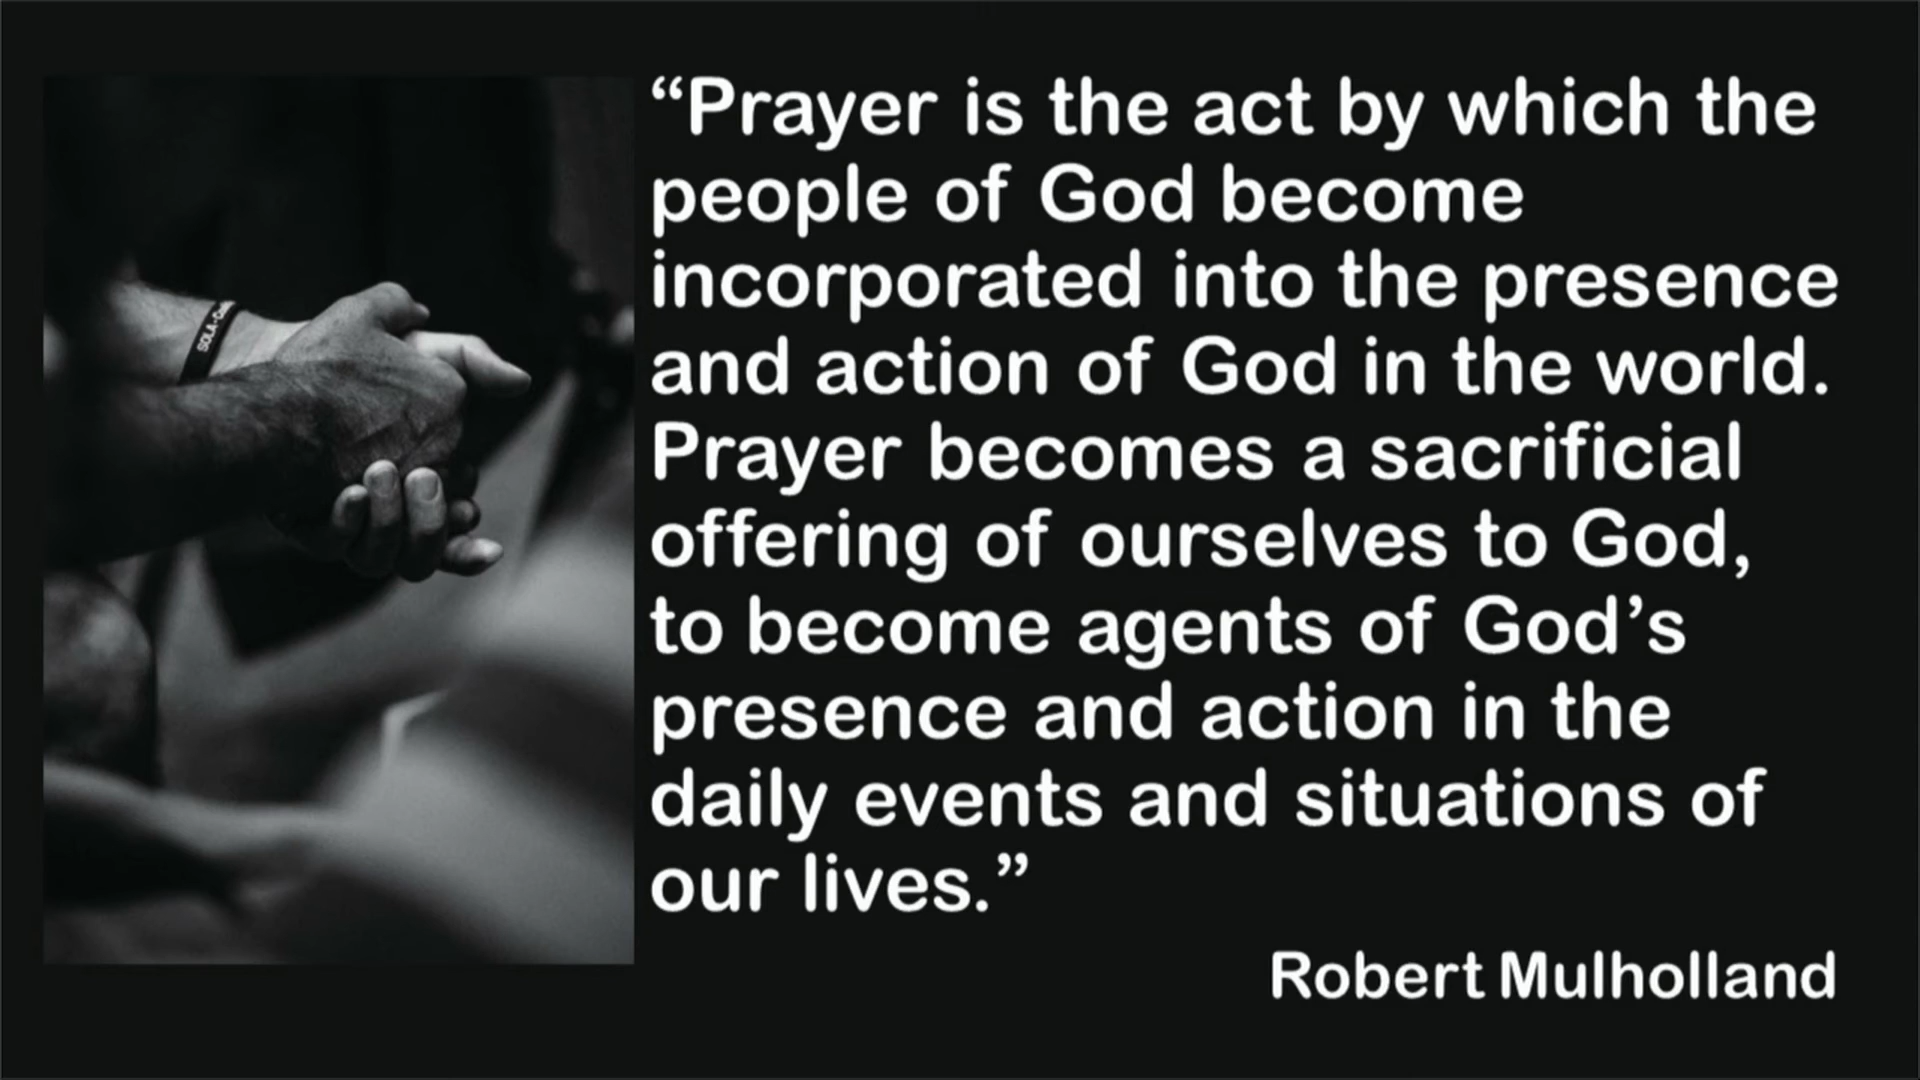 “Prayer is the act by which the
people of God become
incorporated into the presence
and action of God in the world.
Prayer becomes a sacrificial
offering of ourselves to God,
to become agents of God’s
presence and action in the
daily events and situations of
our lives.”
Robert Mulholland
SOLA